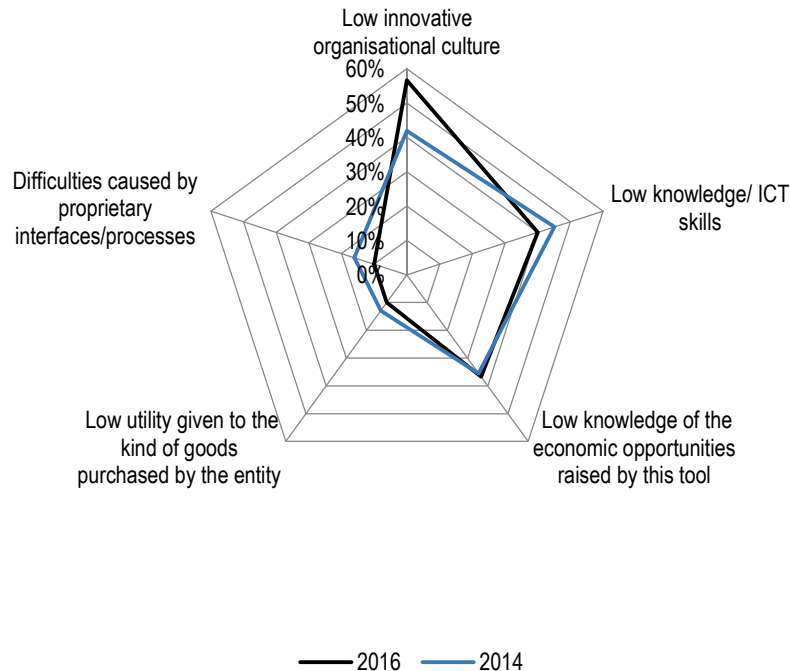 Low innovative
organisational culture
60%
50%
40%
30%
20%
10%
0%
Low knowledge/ ICT
skills
Low knowledge of the
economic opportunities
raised by this tool
Low utility given to the
kind of goods
purchased by the entity
Difficulties caused by
proprietary
interfaces/processes
2016 2014